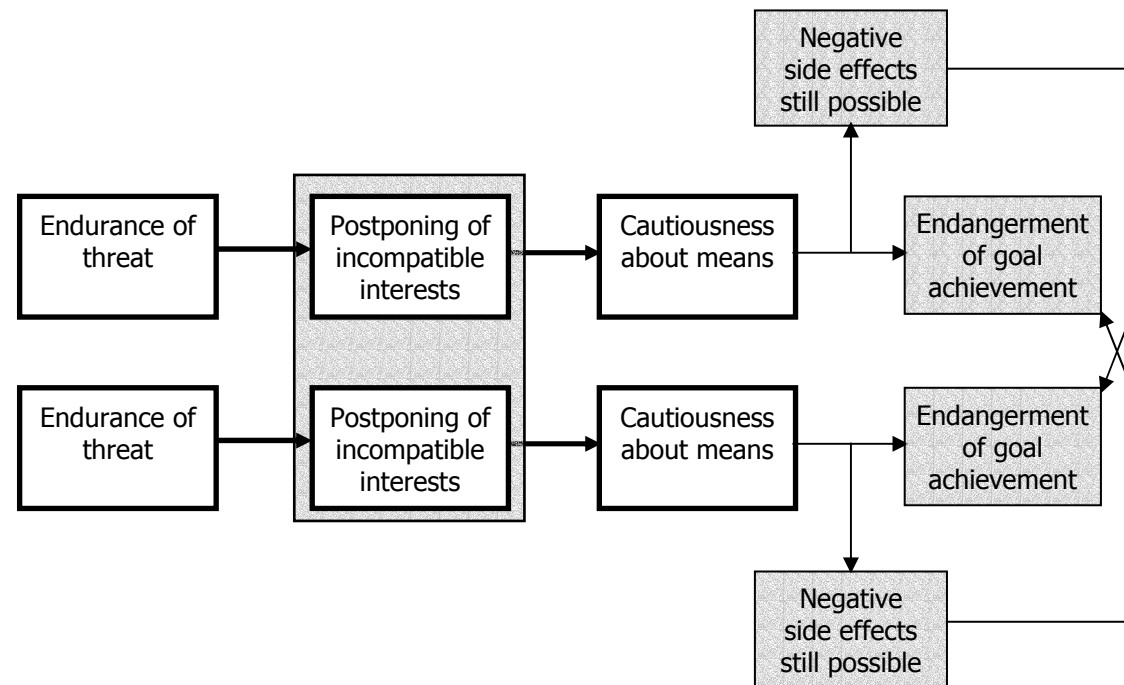 Negative
side effects
still possible
Endurance of
threat
Postponing of
incompatible
interests
Cautiousness
about means
Endangerment
of goal
achievement
Endurance of
threat
Postponing of
incompatible
interests
Cautiousness
about means
Endangerment
of goal
achievement
Negative
side effects
still possible